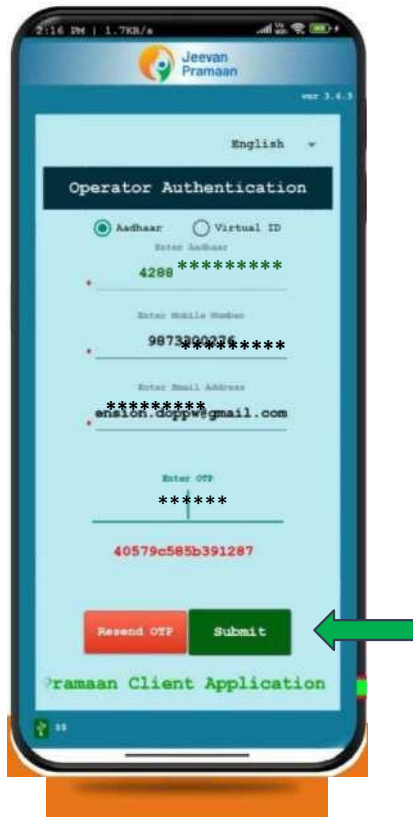 2:16 PM | 1.7KB/s
Jeevan
Pramaan
ver 3.6.3
English
Operator Authentication
Aadhaar Virtual ID
Enter Aadhaar
* 4288 *********
Enter Mobile Number
* 9873*********
Enter Email Address
*********
* ension.doppw@gmail.com
Enter OTP
******
40579c585b391287
Resend OTP Submit
Pramaan Client Application